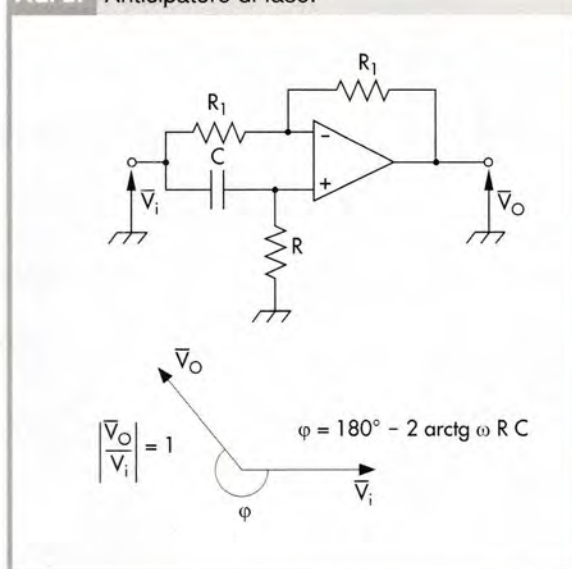 Anticipatore di fase.
R₁
R₁
C
−
+
V̅ᵢ
V̅O
R
V̅O
|V̅O / V̅ᵢ| = 1
φ = 180° − 2 arctg ω R C
V̅ᵢ
φ